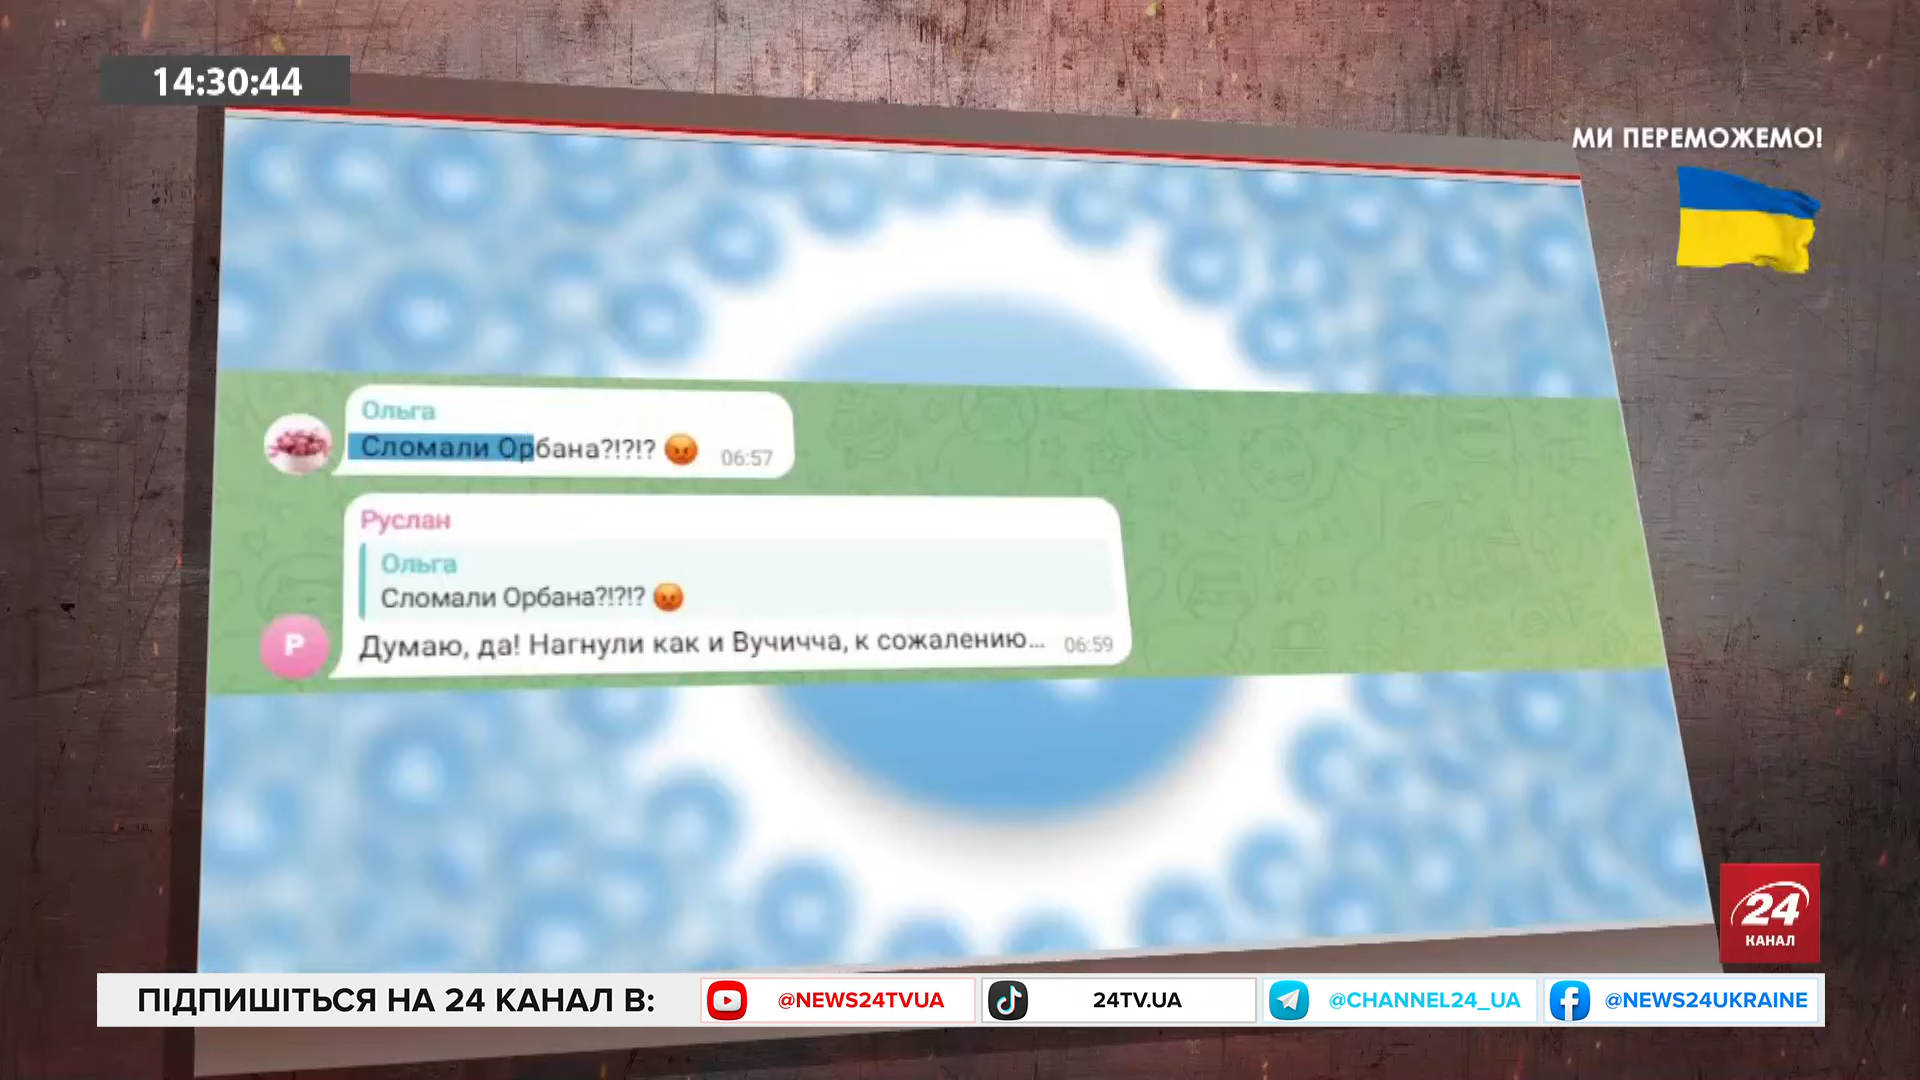 14:30:44
МИ ПЕРЕМОЖЕМО!
Ольга
Сломали Орбана?!?!? 😡 06:57
Руслан
Ольга
Сломали Орбана?!?!? 😡
Р
Думаю, да! Нагнули как и Вучичча, к сожалению... 06:59
24
КАНАЛ
ПІДПИШІТЬСЯ НА 24 КАНАЛ В: @NEWS24TVUA 24TV.UA @CHANNEL24_UA @NEWS24UKRAINE